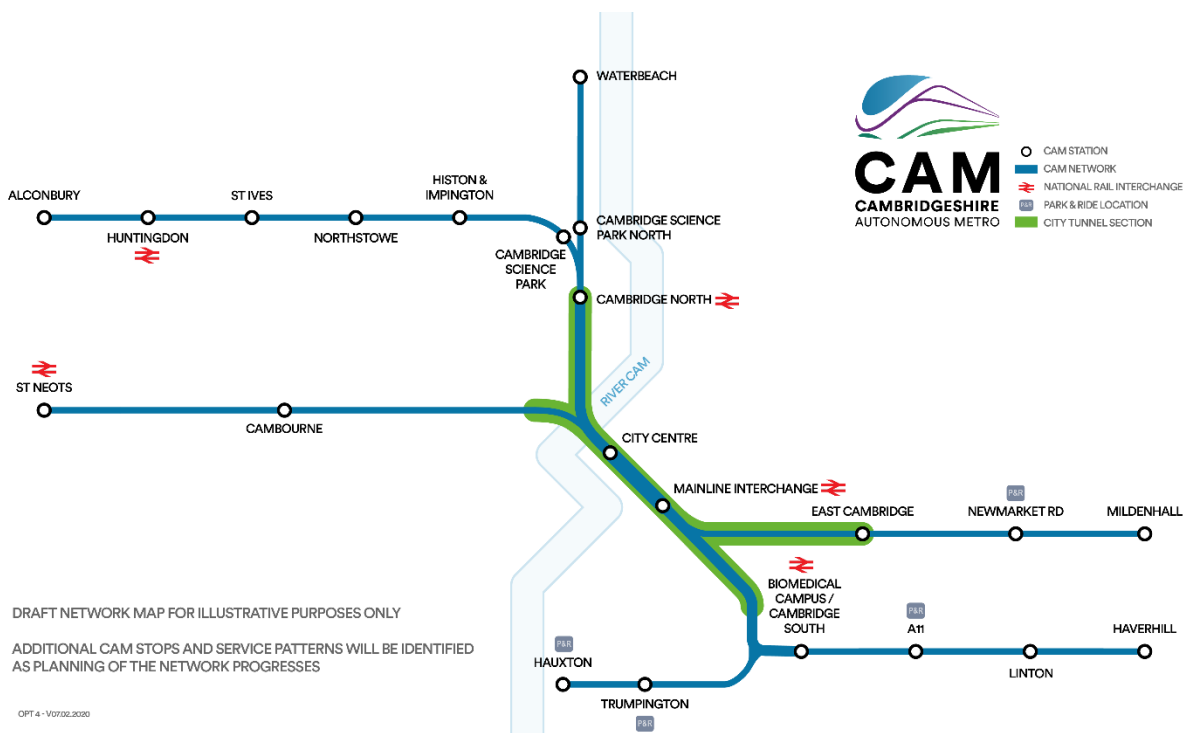 WATERBEACH
ALCONBURY
HUNTINGDON
ST IVES
NORTHSTOWE
HISTON &
IMPINGTON
CAMBRIDGE
SCIENCE
PARK
CAMBRIDGE SCIENCE
PARK NORTH
CAMBRIDGE NORTH
CAM
CAMBRIDGESHIRE
AUTONOMOUS METRO
CAM STATION
CAM NETWORK
NATIONAL RAIL INTERCHANGE
P&R PARK & RIDE LOCATION
CITY TUNNEL SECTION
RIVER CAM
ST NEOTS
CAMBOURNE
CITY CENTRE
MAINLINE INTERCHANGE
EAST CAMBRIDGE
P&R
NEWMARKET RD
MILDENHALL
BIOMEDICAL
CAMPUS /
CAMBRIDGE
SOUTH
P&R
A11
LINTON
HAVERHILL
P&R
HAUXTON
TRUMPINGTON
P&R
DRAFT NETWORK MAP FOR ILLUSTRATIVE PURPOSES ONLY
ADDITIONAL CAM STOPS AND SERVICE PATTERNS WILL BE IDENTIFIED
AS PLANNING OF THE NETWORK PROGRESSES
OPT 4 - V07.02.2020